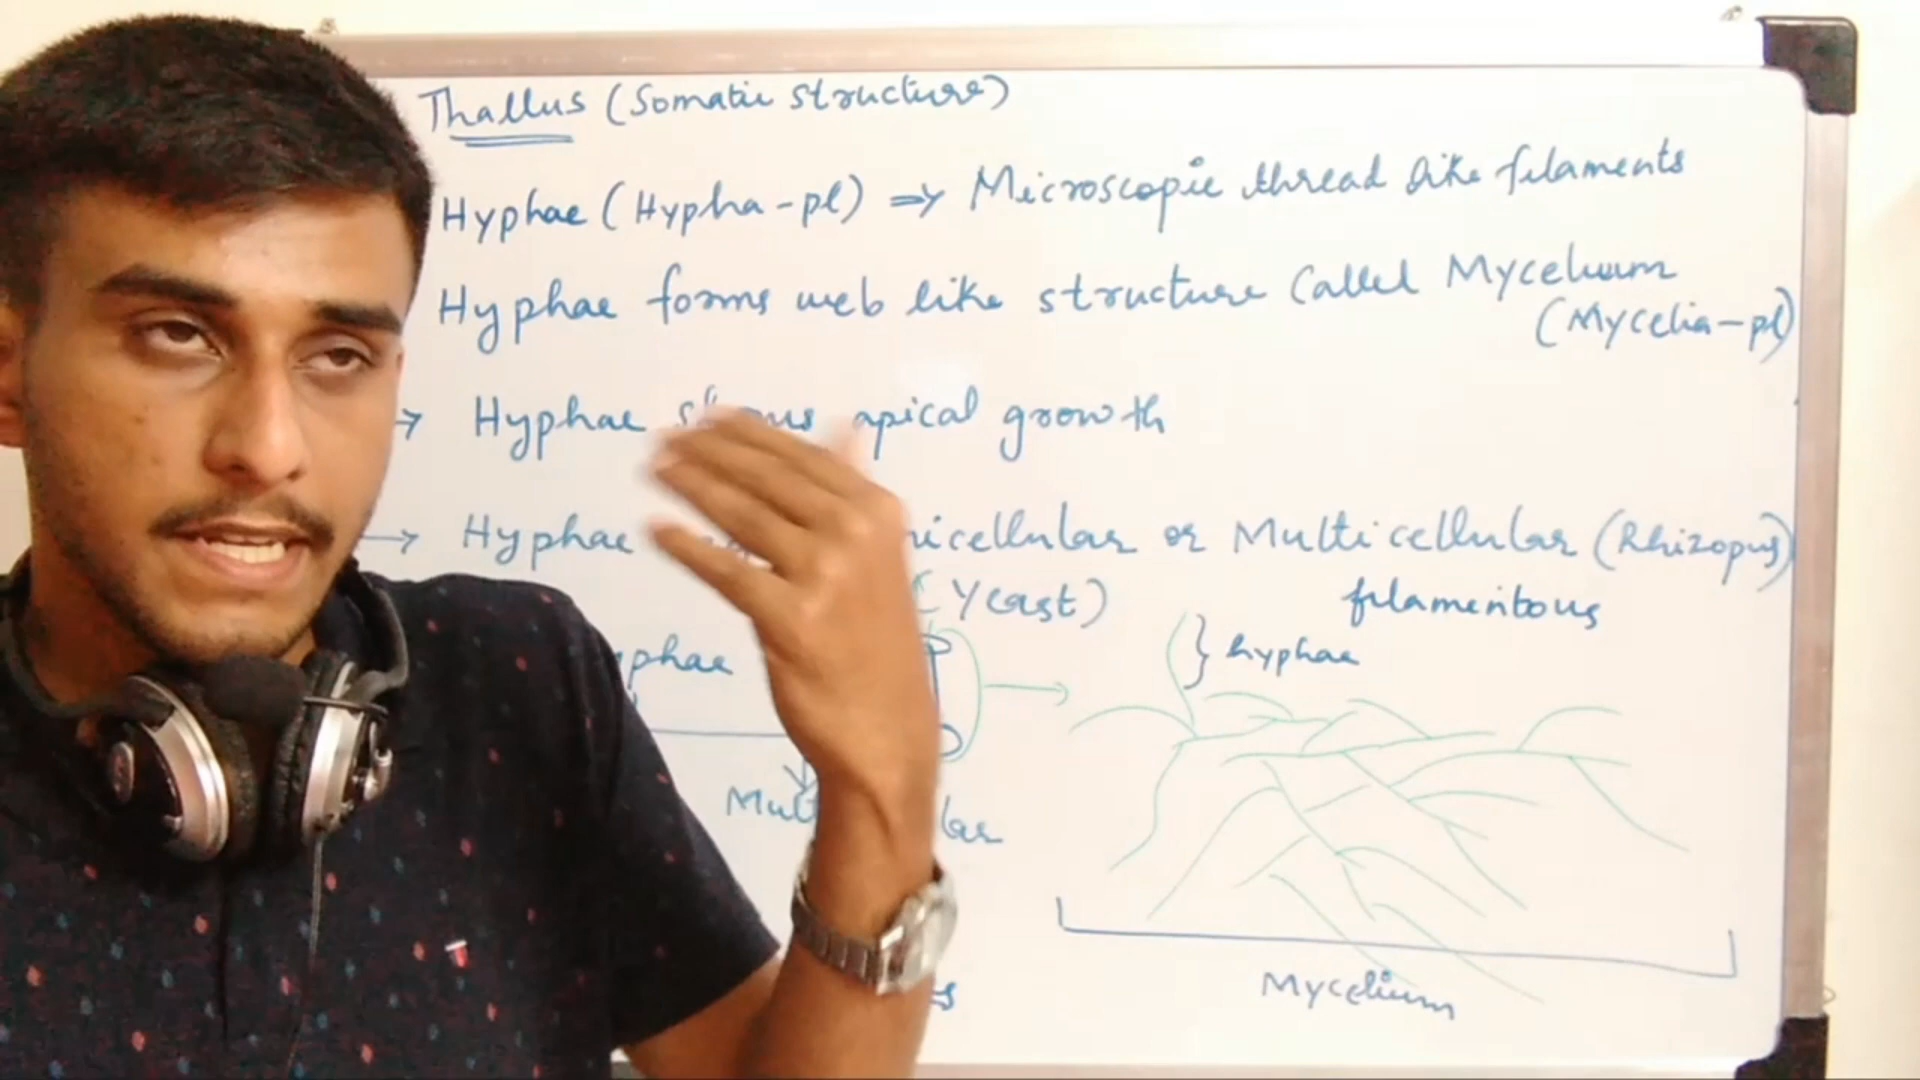 Thallus (Somatic structure)
Hyphae (Hypha-pl) => Microscopic thread like filaments
Hyphae forms web like structure Called Mycelium
(Mycelia-pl)
→ Hyphae apical growth
→ Hyphae or Multicellular (Rhizopus)
(Yeast) filamentous
} hyphae
Mycelium